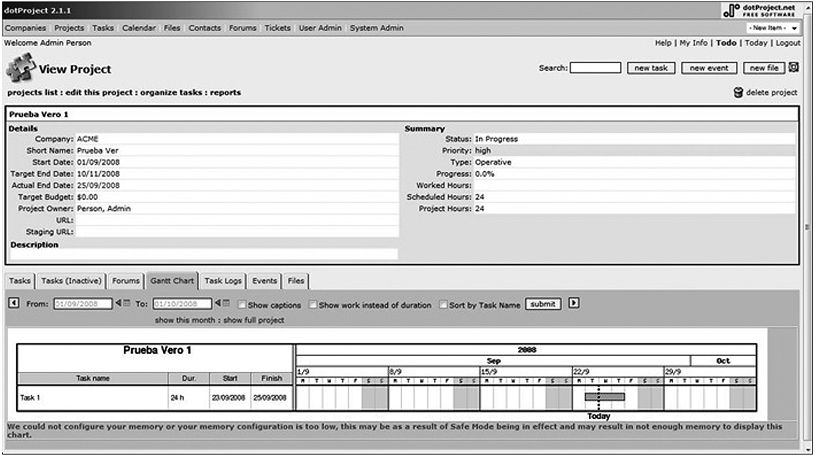 dotProject 2.1.1
dotProject.net
FREE SOFTWARE
Companies Projects Tasks Calendar Files Contacts Forums Tickets User Admin System Admin
- New Item -
Welcome Admin Person
Help | My Info | Todo | Today | Logout
View Project
Search: new task new event new file
projects list : edit this project : organize tasks : reports
delete project
Prueba Vero 1
Details
Company: ACME
Short Name: Prueba Ver
Start Date: 01/09/2008
Target End Date: 10/11/2008
Actual End Date: 25/09/2008
Target Budget: $0.00
Project Owner: Person, Admin
URL:
Staging URL:
Description
Summary
Status: In Progress
Priority: high
Type: Operative
Progress: 0.0%
Worked Hours:
Scheduled Hours: 24
Project Hours: 24
Tasks Tasks (Inactive) Forums Gantt Chart Task Logs Events Files
From: 01/09/2008 To: 01/10/2008 Show captions Show work instead of duration Sort by Task Name submit
show this month : show full project
Prueba Vero 1
Task name Dur. Start Finish
Task 1 24 h 23/09/2008 25/09/2008
2008
Sep Oct
1/9 8/9 15/9 22/9 29/9
M T W T F S S M T W T F S S M T W T F S S M T W T F S S M T W T F S S
Today
We could not configure your memory or your memory configuration is too low, this may be as a result of Safe Mode being in effect and may result in not enough memory to display this
chart.